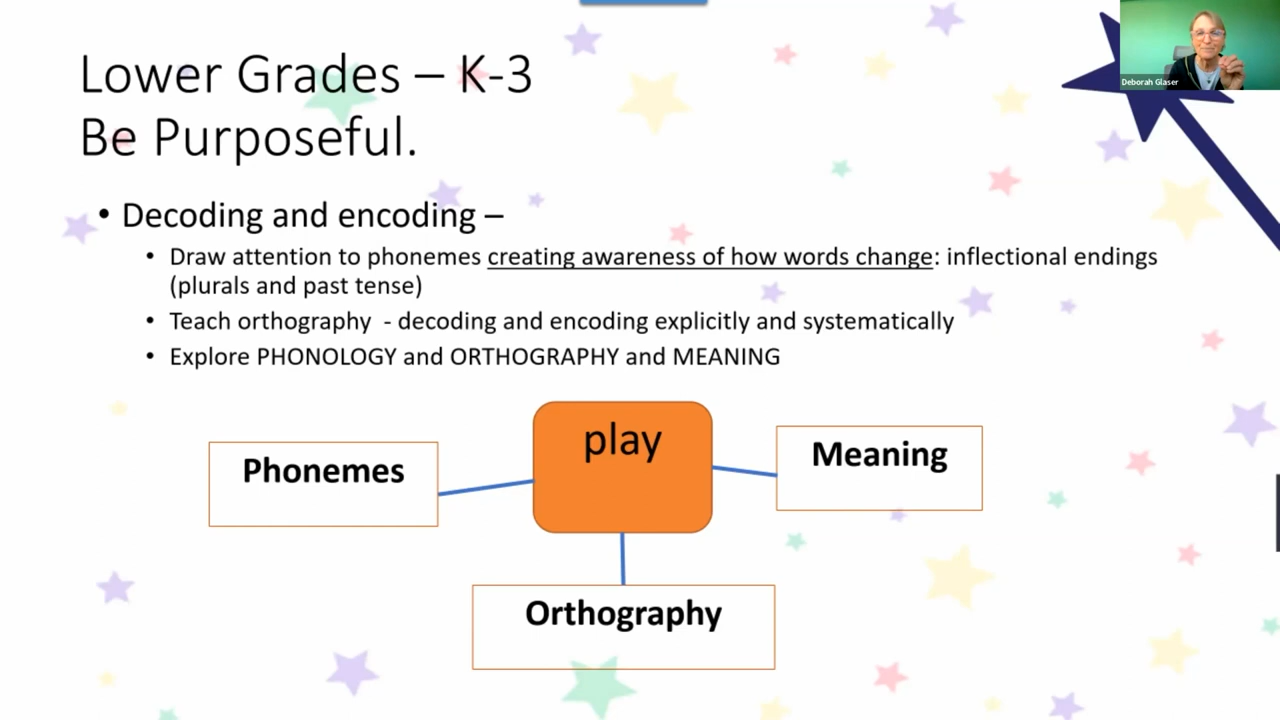 Lower Grades – K-3
Be Purposeful.
• Decoding and encoding –
• Draw attention to phonemes creating awareness of how words change: inflectional endings
(plurals and past tense)
• Teach orthography  - decoding and encoding explicitly and systematically
• Explore PHONOLOGY and ORTHOGRAPHY and MEANING
play
Phonemes
Meaning
Orthography
Deborah Glaser